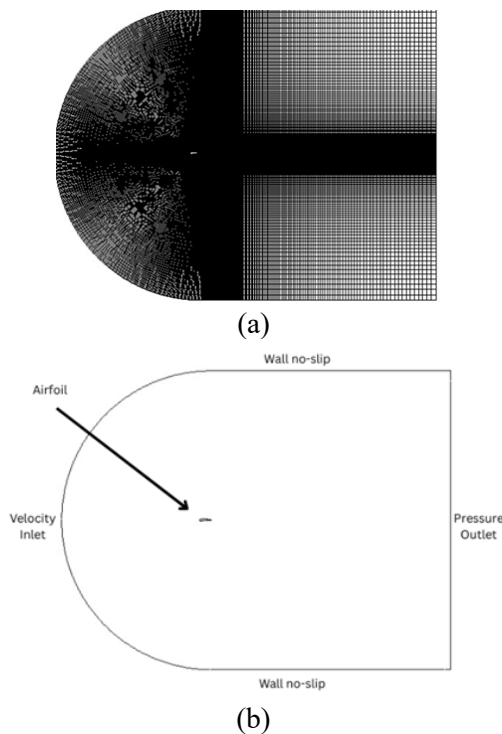 (a)
Wall no-slip
Airfoil
Velocity
Inlet
Pressure
Outlet
Wall no-slip
(b)